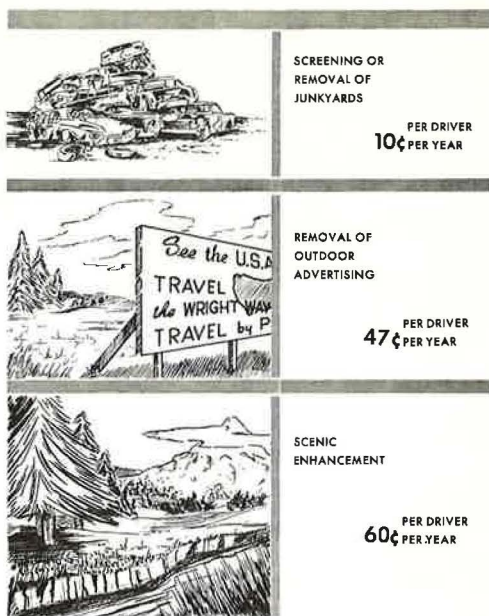 SCREENING OR
REMOVAL OF
JUNKYARDS
10¢ PER DRIVER
PER YEAR
See the U.S.A
TRAVEL
the WRIGHT WAY
TRAVEL by P
REMOVAL OF
OUTDOOR
ADVERTISING
47¢ PER DRIVER
PER YEAR
SCENIC
ENHANCEMENT
60¢ PER DRIVER
PER YEAR